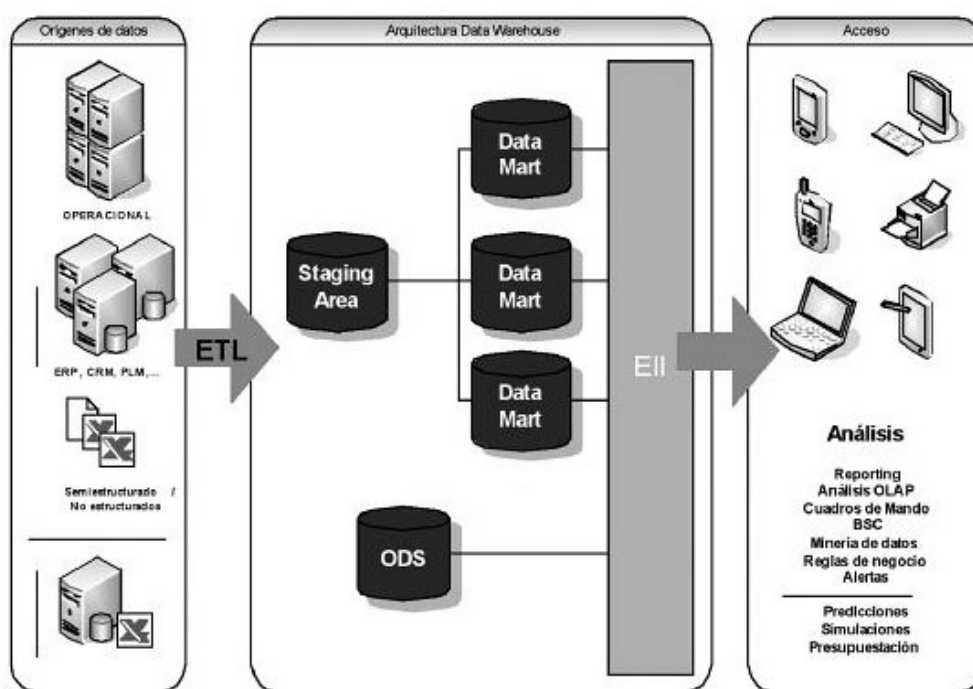 Orígenes de datos
OPERACIONAL
ERP, CRM, PLM,...
Semiestructurado /
No estructurados
ETL
Arquitectura Data Warehouse
Staging
Area
Data
Mart
Data
Mart
Data
Mart
ODS
EII
Acceso
Análisis
Reporting
Análisis OLAP
Cuadros de Mando
BSC
Minería de datos
Reglas de negocio
Alertas
Predicciones
Simulaciones
Presupuestación